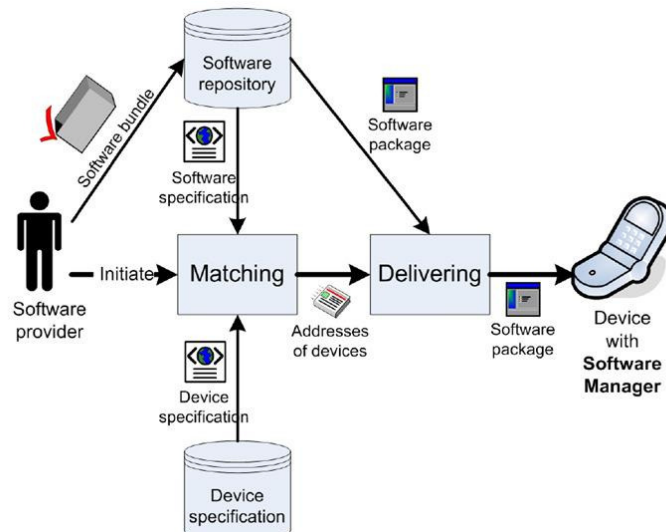 Software
repository
Software bundle
Software
package
Software
specification
Initiate
Matching
Delivering
Software
provider
Addresses
of devices
Software
package
Device
with
Software
Manager
Device
specification
Device
specification